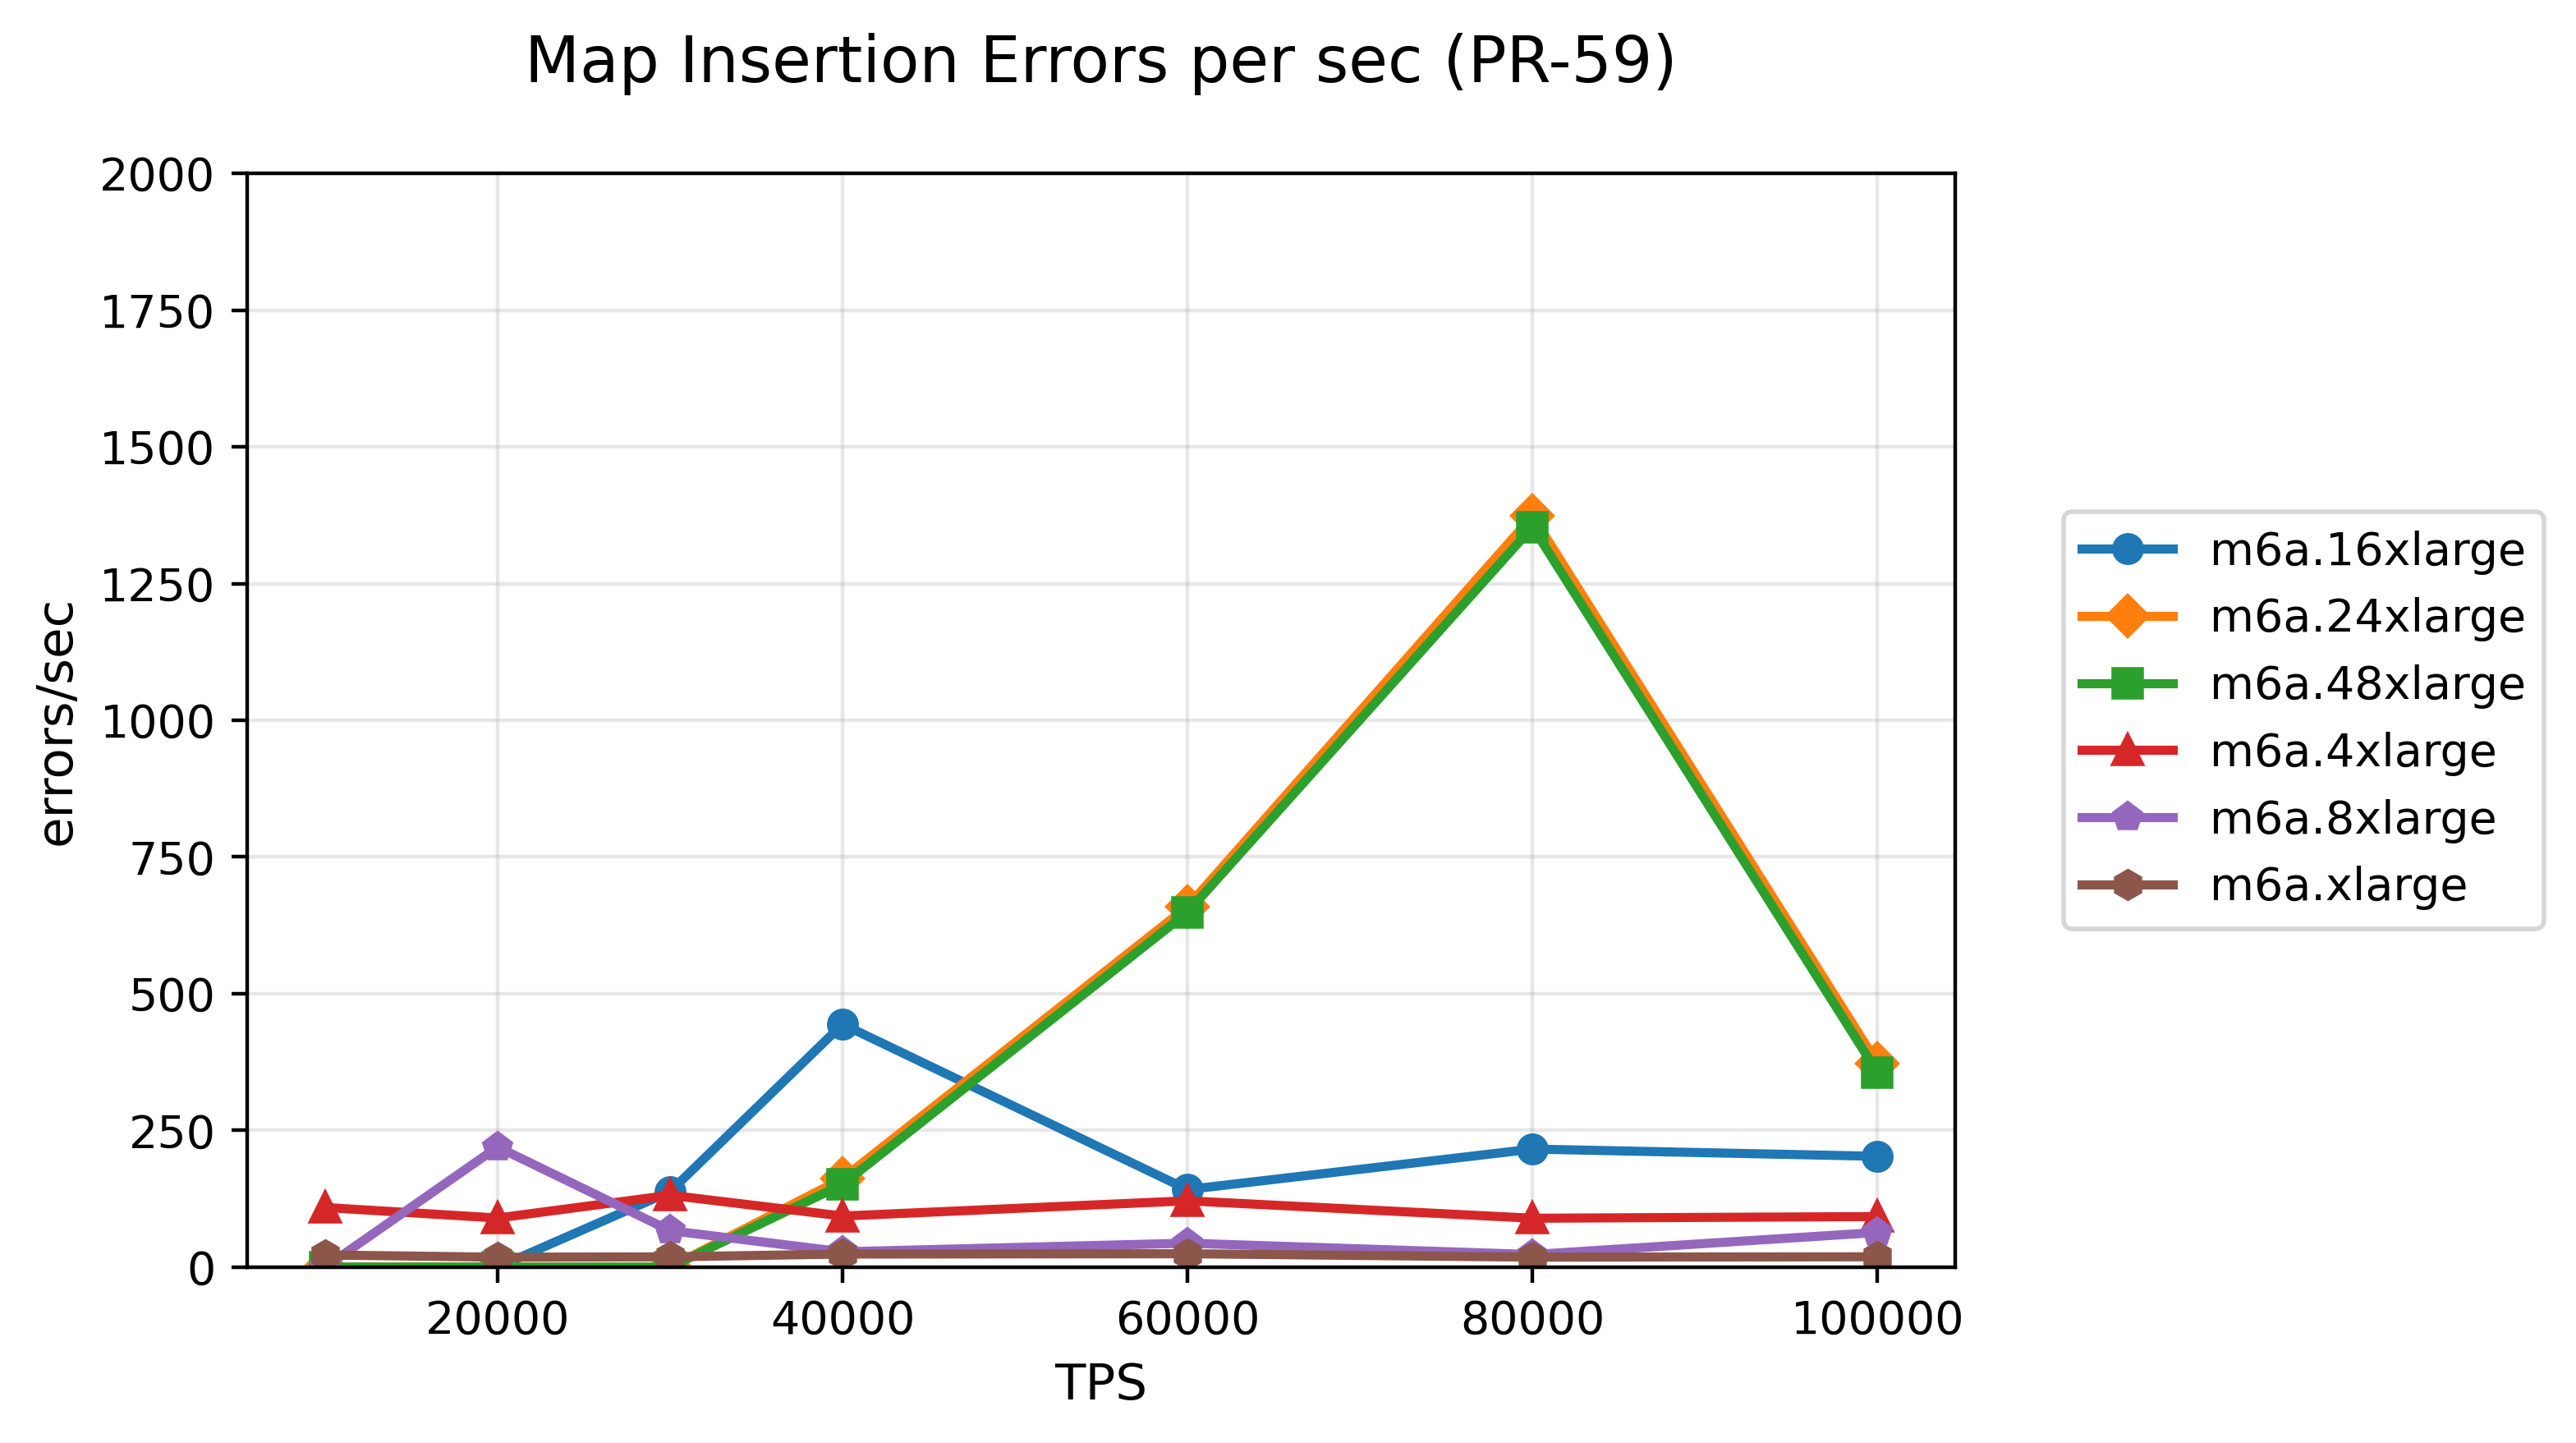 Map Insertion Errors per sec (PR-59)
2000
1750
1500
1250
1000
750
500
250
0
errors/sec
20000 40000 60000 80000 100000
TPS
m6a.16xlarge
m6a.24xlarge
m6a.48xlarge
m6a.4xlarge
m6a.8xlarge
m6a.xlarge